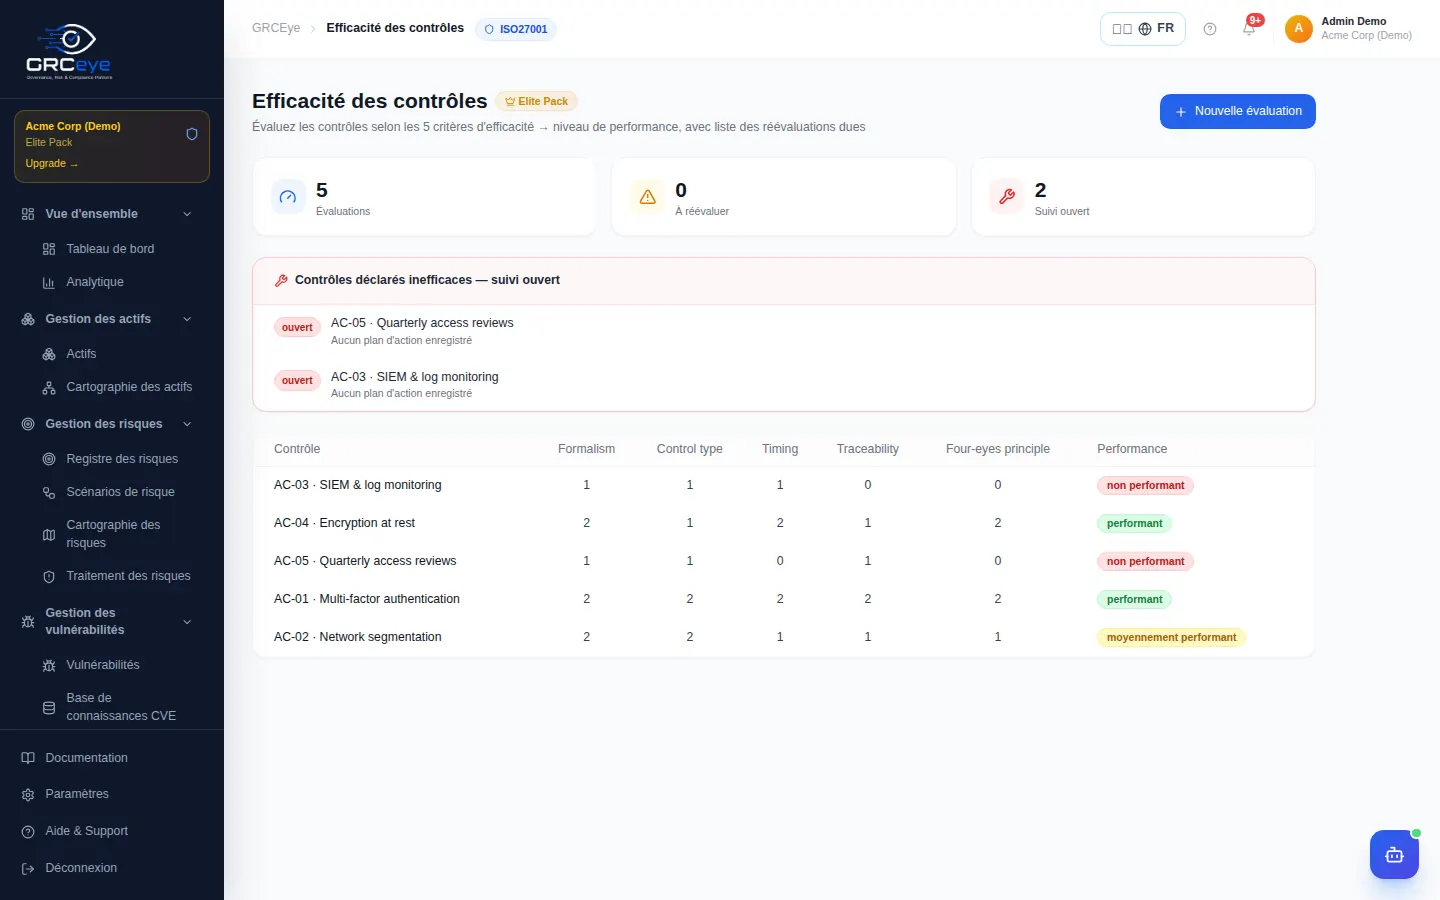 GRCeye
Governance, Risk & Compliance Platform
Acme Corp (Demo)
Elite Pack
Upgrade →
Vue d'ensemble
Tableau de bord
Analytique
Gestion des actifs
Actifs
Cartographie des actifs
Gestion des risques
Registre des risques
Scénarios de risque
Cartographie des
risques
Traitement des risques
Gestion des
vulnérabilités
Vulnérabilités
Base de
connaissances CVE
Documentation
Paramètres
Aide & Support
Déconnexion
GRCEye
Efficacité des contrôles
ISO27001
FR
9+
A
Admin Demo
Acme Corp (Demo)
Efficacité des contrôles
Elite Pack
Évaluez les contrôles selon les 5 critères d'efficacité → niveau de performance, avec liste des réévaluations dues
+ Nouvelle évaluation
5
Évaluations
0
À réévaluer
2
Suivi ouvert
Contrôles déclarés inefficaces — suivi ouvert
ouvert AC-05 · Quarterly access reviews
Aucun plan d'action enregistré
ouvert AC-03 · SIEM & log monitoring
Aucun plan d'action enregistré
Contrôle Formalism Control type Timing Traceability Four-eyes principle Performance
AC-03 · SIEM & log monitoring 1 1 1 0 0 non performant
AC-04 · Encryption at rest 2 1 2 1 2 performant
AC-05 · Quarterly access reviews 1 1 0 1 0 non performant
AC-01 · Multi-factor authentication 2 2 2 2 2 performant
AC-02 · Network segmentation 2 2 1 1 1 moyennement performant